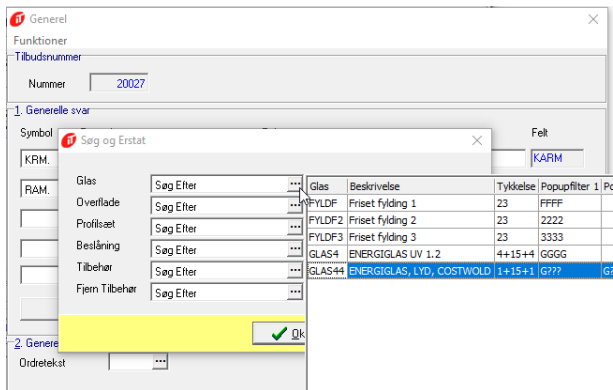 Generel
Funktioner
Tilbudsnummer
Nummer 20027
1. Generelle svar
Symbol
Felt
KRM.
KARM
RAM.
Søg og Erstat
Glas Søg Efter ...
Overflade Søg Efter ...
Profilsæt Søg Efter ...
Beslåning Søg Efter ...
Tilbehør Søg Efter ...
Fjern Tilbehør Søg Efter ...
Ok
Glas Beskrivelse Tykkelse Popupfilter 1
FYLDF Friset fylding 1 23 FFFF
FYLDF2 Friset fylding 2 23 2222
FYLDF3 Friset fylding 3 23 3333
GLAS4 ENERGIGLAS UV 1.2 4+15+4 GGGG
GLAS44 ENERGIGLAS, LYD, COSTWOLD 1+15+1 G???
2. Genere
Ordretekst ...